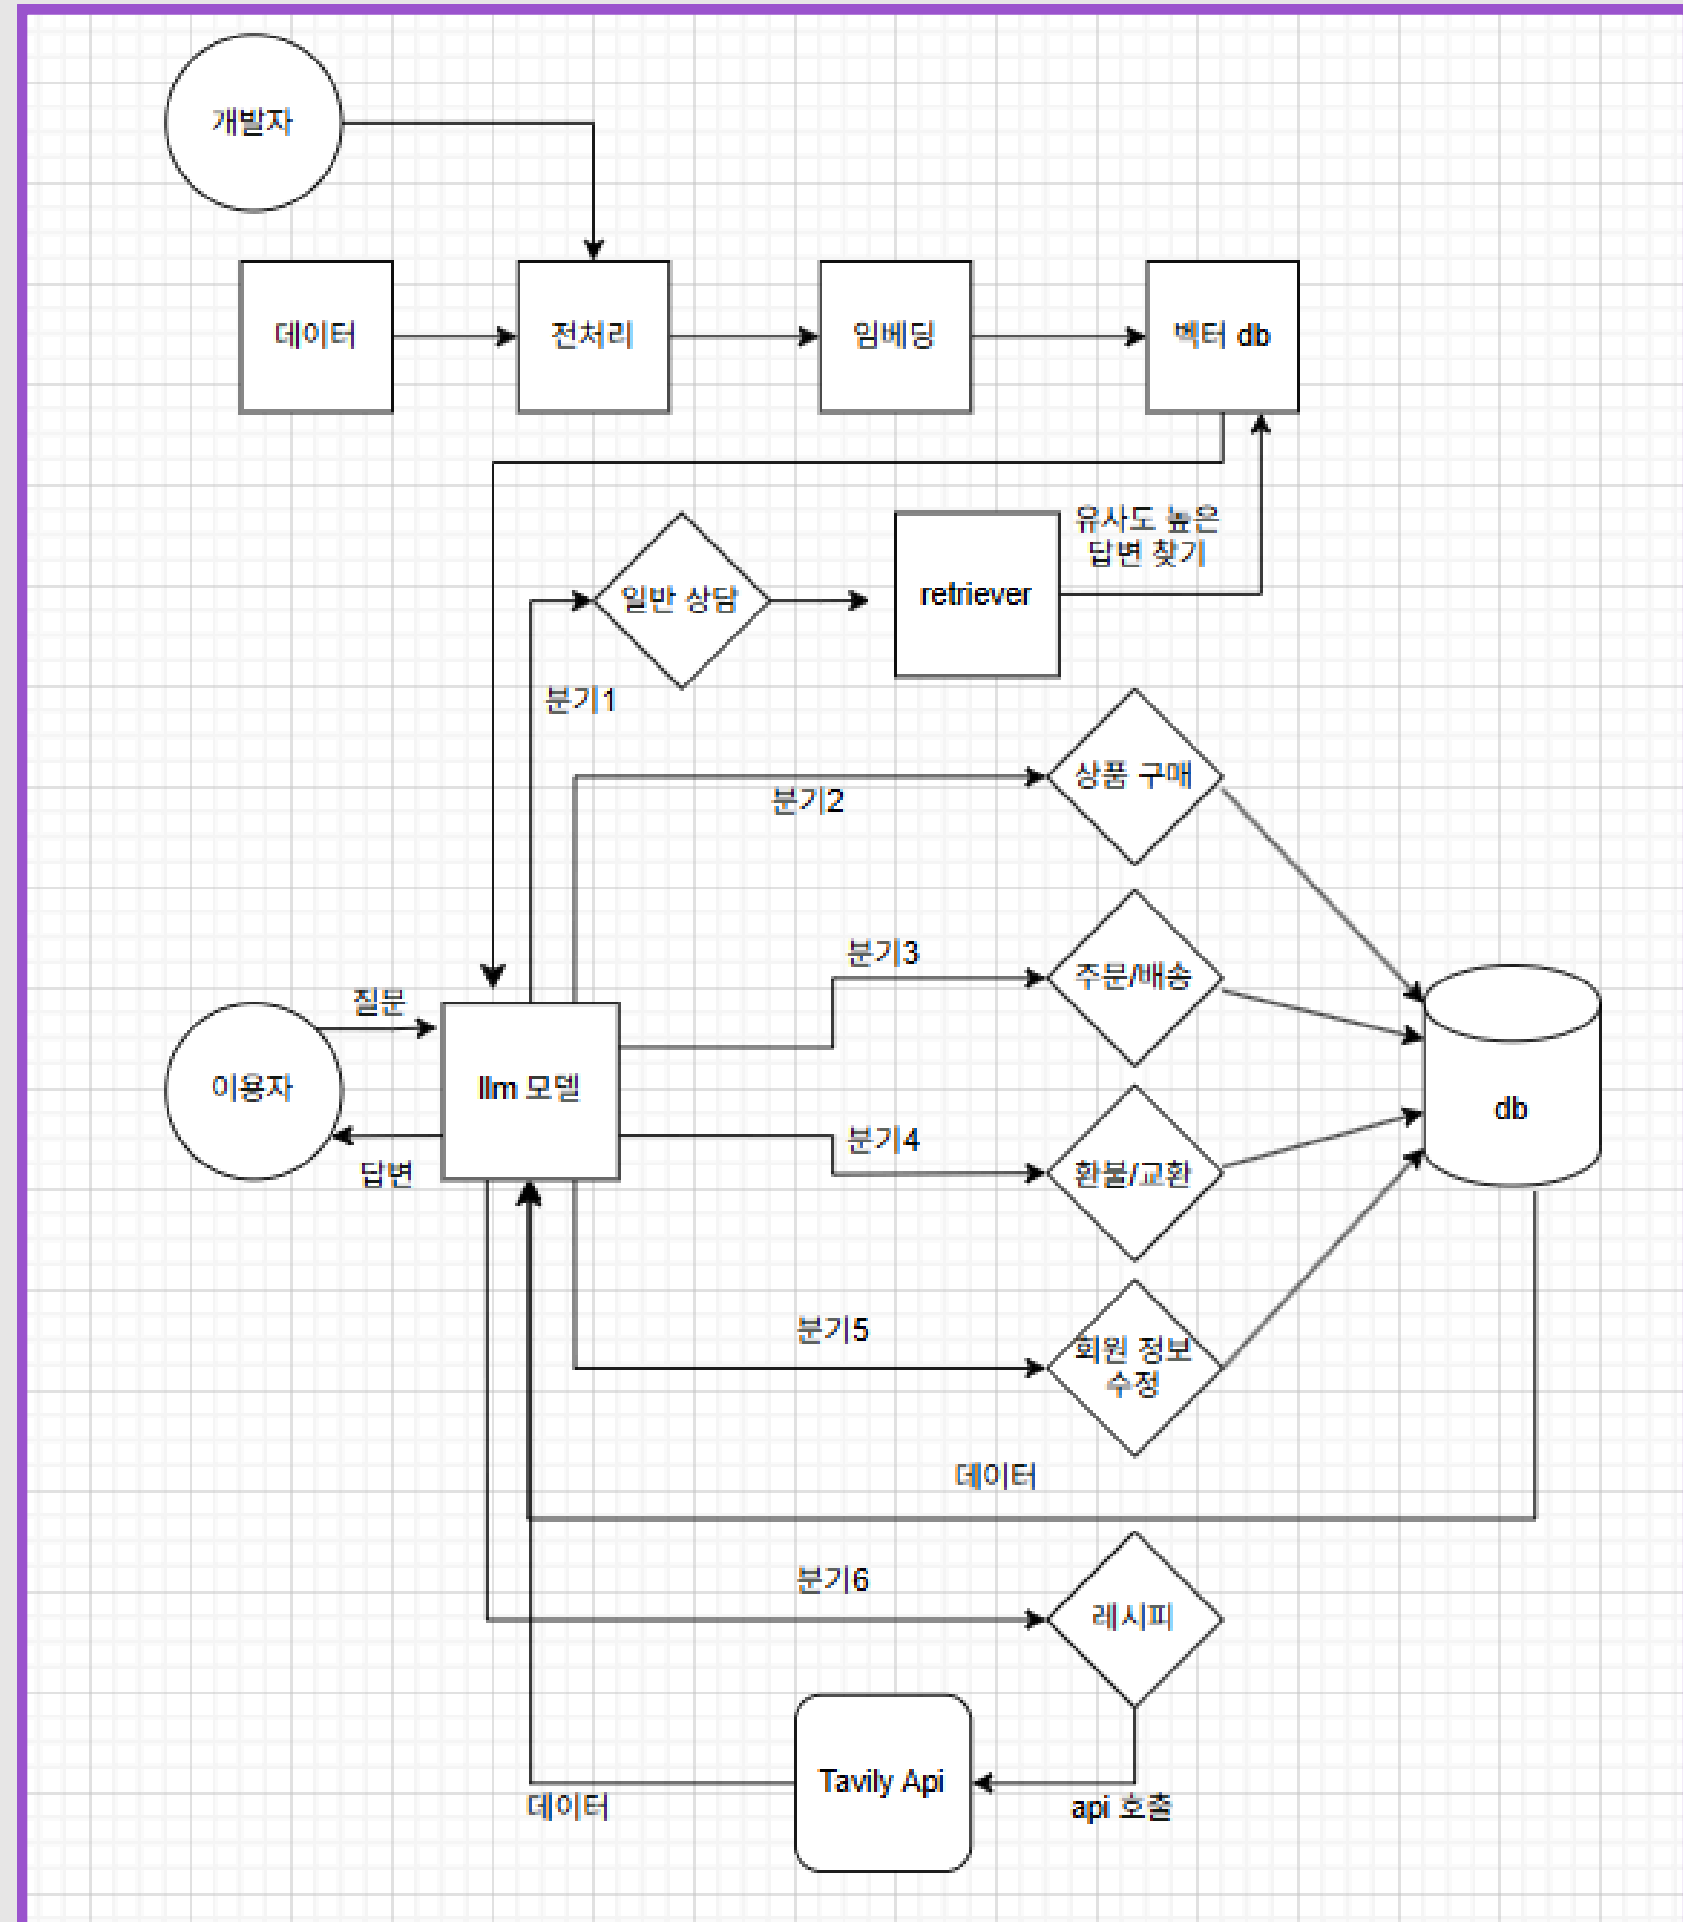 개발자
데이터
전처리
임베딩
벡터 db
유사도 높은
답변 찾기
일반 상담
retriever
분기1
상품 구매
분기2
분기3
주문/배송
질문
이용자
llm 모델
db
분기4
답변
환불/교환
분기5
회원 정보
수정
데이터
분기6
레시피
Tavily Api
데이터
api 호출